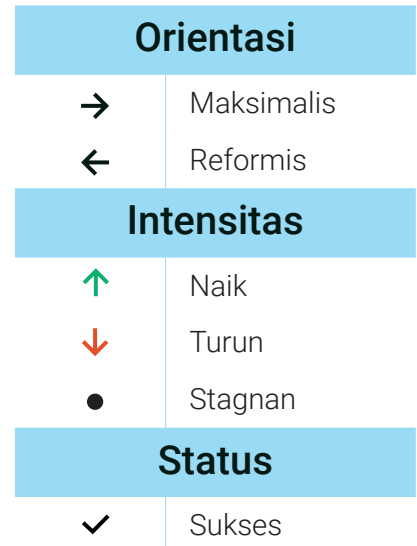 Orientasi
→ Maksimalis
← Reformis
Intensitas
↑ Naik
↓ Turun
● Stagnan
Status
✓ Sukses